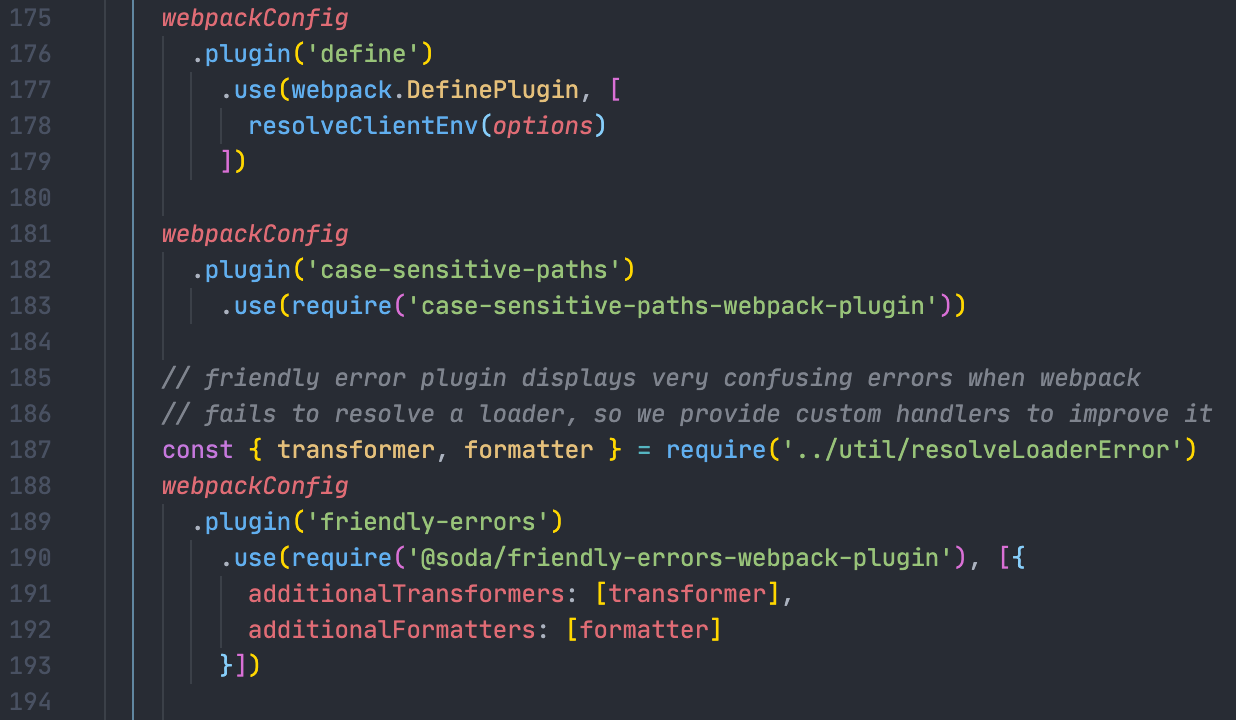 175 webpackConfig
176   .plugin('define')
177     .use(webpack.DefinePlugin, [
178       resolveClientEnv(options)
179     ])
180
181 webpackConfig
182   .plugin('case-sensitive-paths')
183     .use(require('case-sensitive-paths-webpack-plugin'))
184
185 // friendly error plugin displays very confusing errors when webpack
186 // fails to resolve a loader, so we provide custom handlers to improve it
187 const { transformer, formatter } = require('../util/resolveLoaderError')
188 webpackConfig
189   .plugin('friendly-errors')
190     .use(require('@soda/friendly-errors-webpack-plugin'), [{
191       additionalTransformers: [transformer],
192       additionalFormatters: [formatter]
193     }])
194